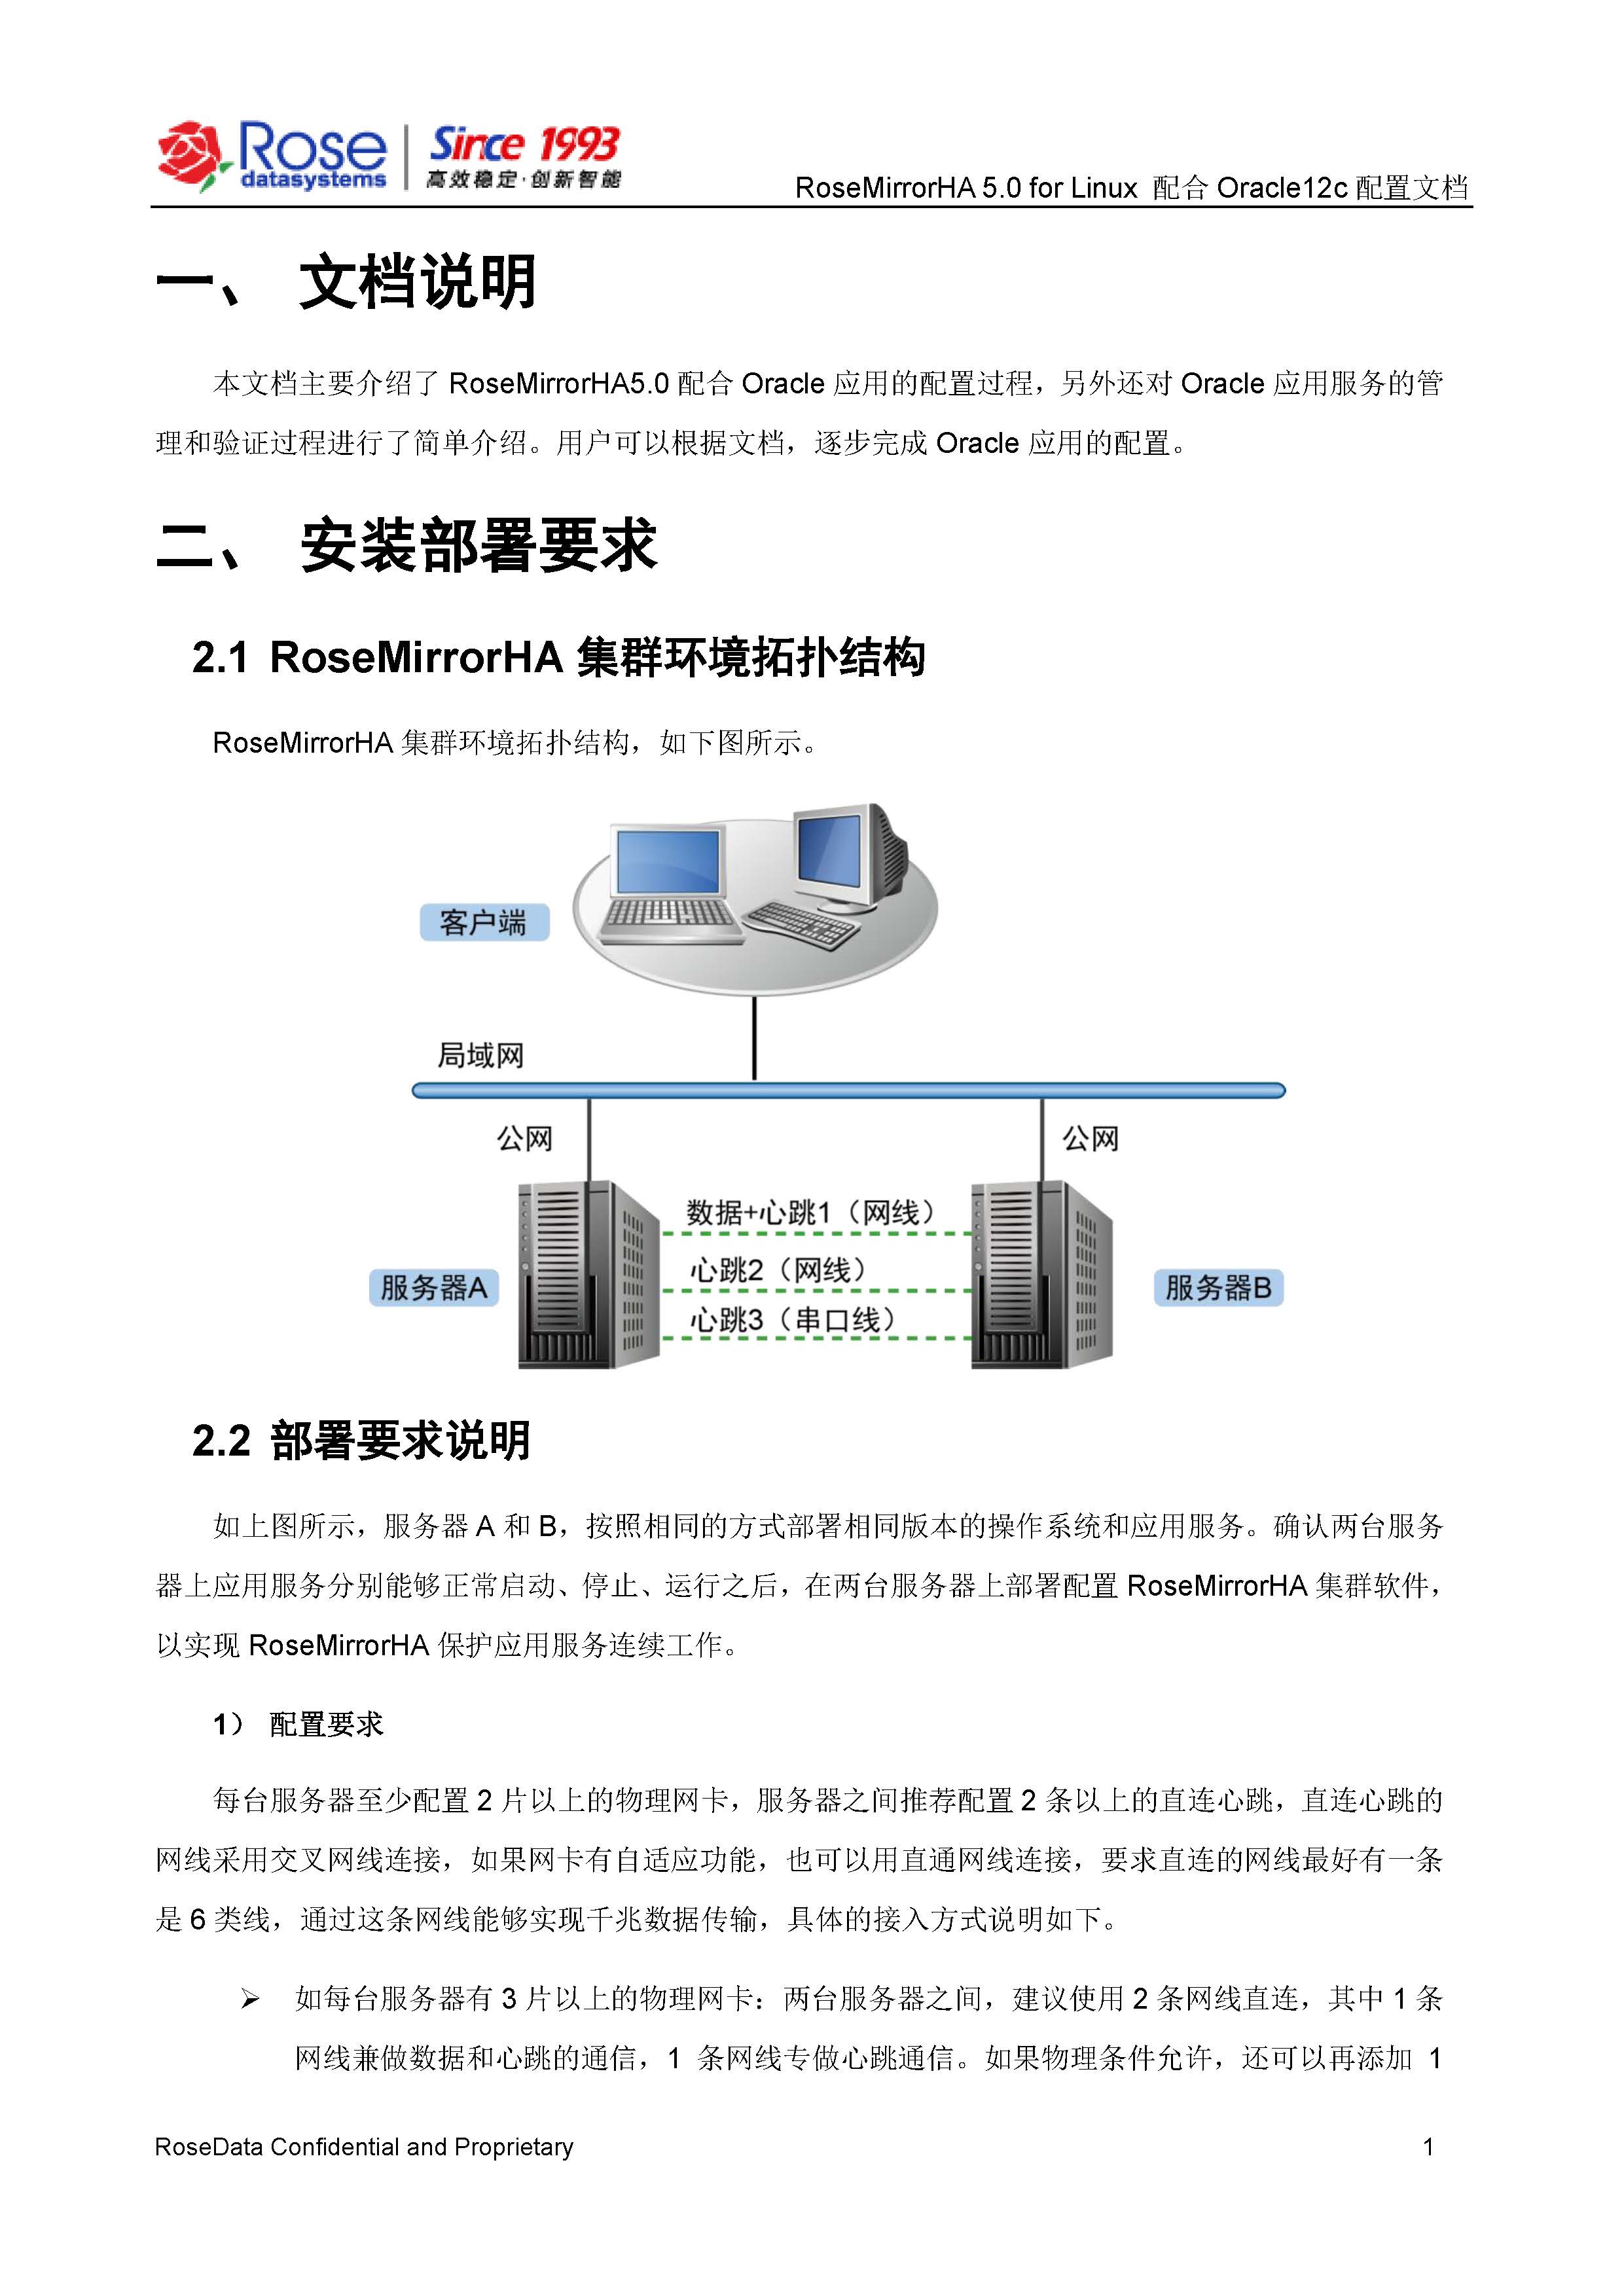 Rose datasystems
Since 1993
高效稳定·创新智能
RoseMirrorHA 5.0 for Linux 配合 Oracle12c 配置文档
一、 文档说明
本文档主要介绍了 RoseMirrorHA5.0 配合 Oracle 应用的配置过程，另外还对 Oracle 应用服务的管
理和验证过程进行了简单介绍。用户可以根据文档，逐步完成 Oracle 应用的配置。
二、 安装部署要求
2.1 RoseMirrorHA 集群环境拓扑结构
RoseMirrorHA 集群环境拓扑结构，如下图所示。
客户端
局域网
公网
公网
数据+心跳1（网线）
心跳2（网线）
心跳3（串口线）
服务器A
服务器B
2.2 部署要求说明
如上图所示，服务器 A 和 B，按照相同的方式部署相同版本的操作系统和应用服务。确认两台服务
器上应用服务分别能够正常启动、停止、运行之后，在两台服务器上部署配置 RoseMirrorHA 集群软件，
以实现 RoseMirrorHA 保护应用服务连续工作。
1） 配置要求
每台服务器至少配置 2 片以上的物理网卡，服务器之间推荐配置 2 条以上的直连心跳，直连心跳的
网线采用交叉网线连接，如果网卡有自适应功能，也可以用直通网线连接，要求直连的网线最好有一条
是 6 类线，通过这条网线能够实现千兆数据传输，具体的接入方式说明如下。
➢ 如每台服务器有 3 片以上的物理网卡：两台服务器之间，建议使用 2 条网线直连，其中 1 条
网线兼做数据和心跳的通信，1 条网线专做心跳通信。如果物理条件允许，还可以再添加 1
RoseData Confidential and Proprietary
1